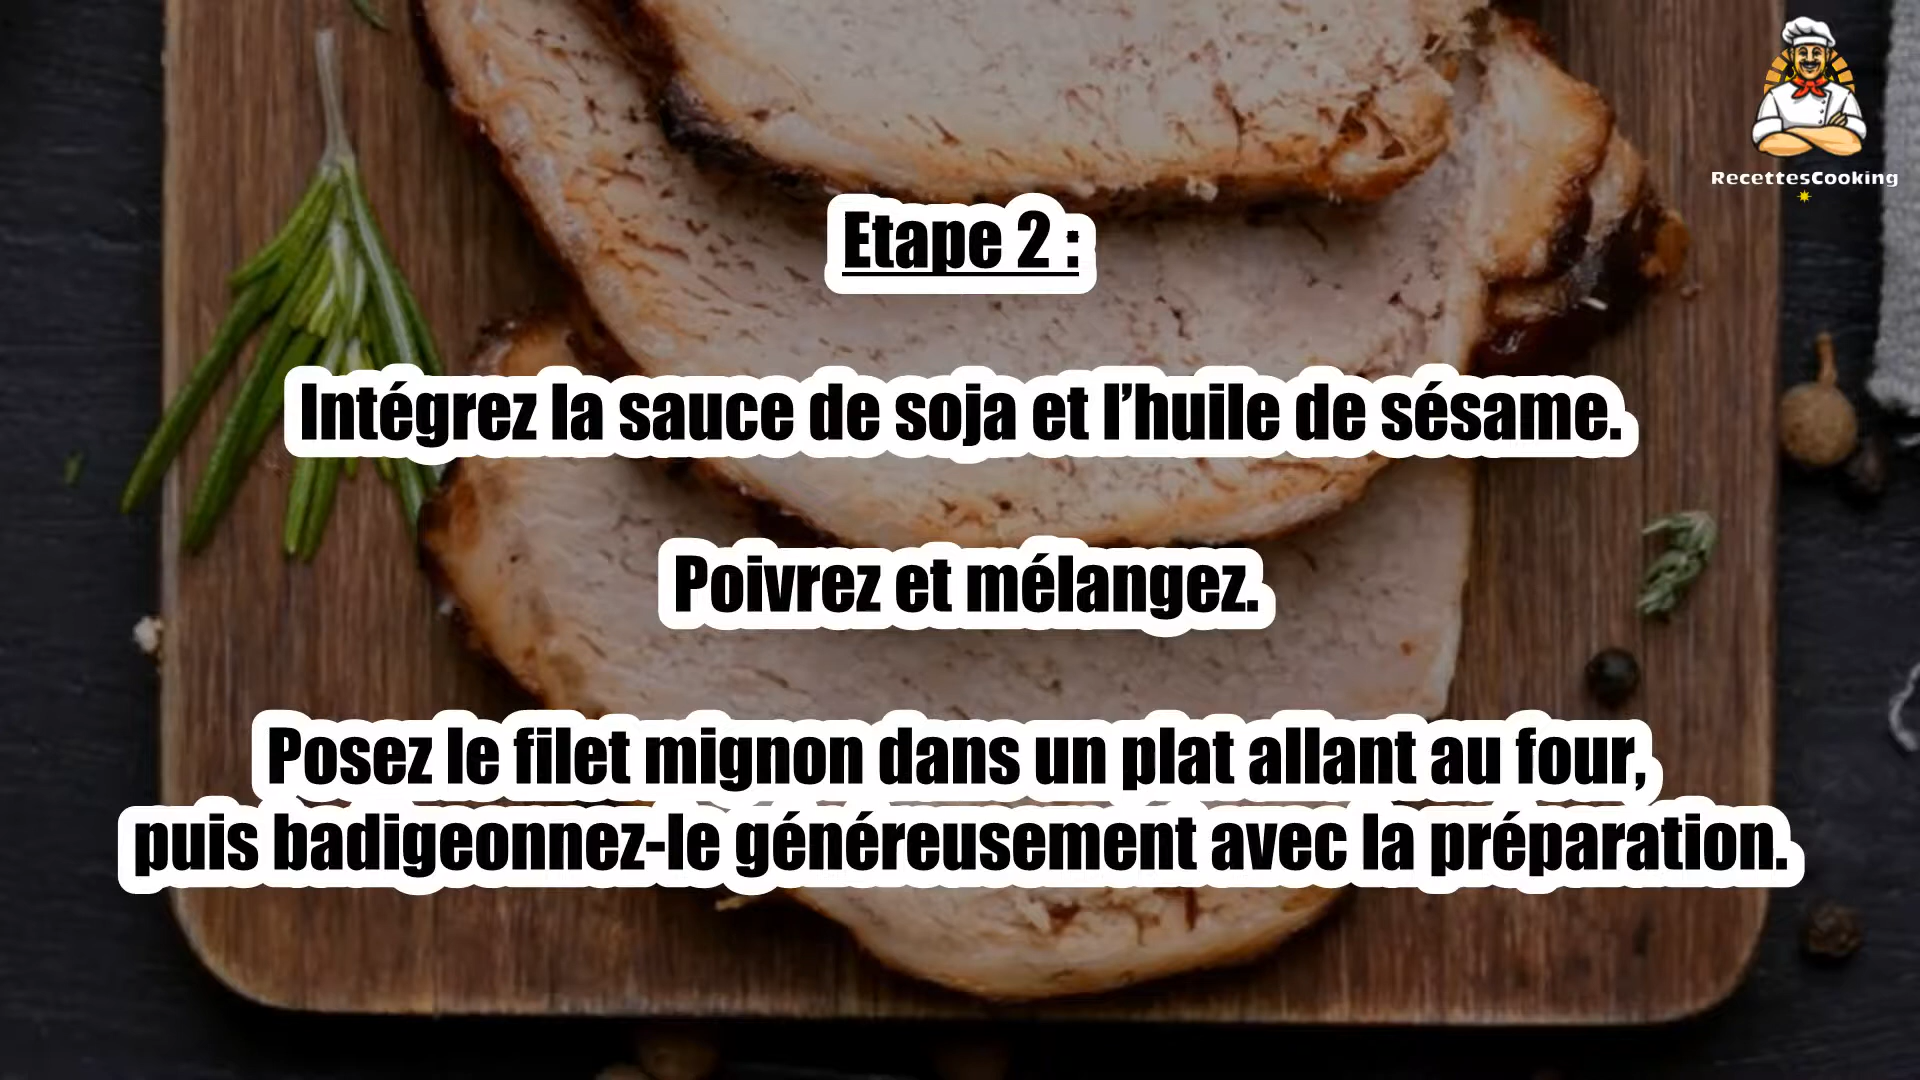 RecettesCooking
Etape 2 :
Intégrez la sauce de soja et l’huile de sésame.
Poivrez et mélangez.
Posez le filet mignon dans un plat allant au four,
puis badigeonnez-le généreusement avec la préparation.